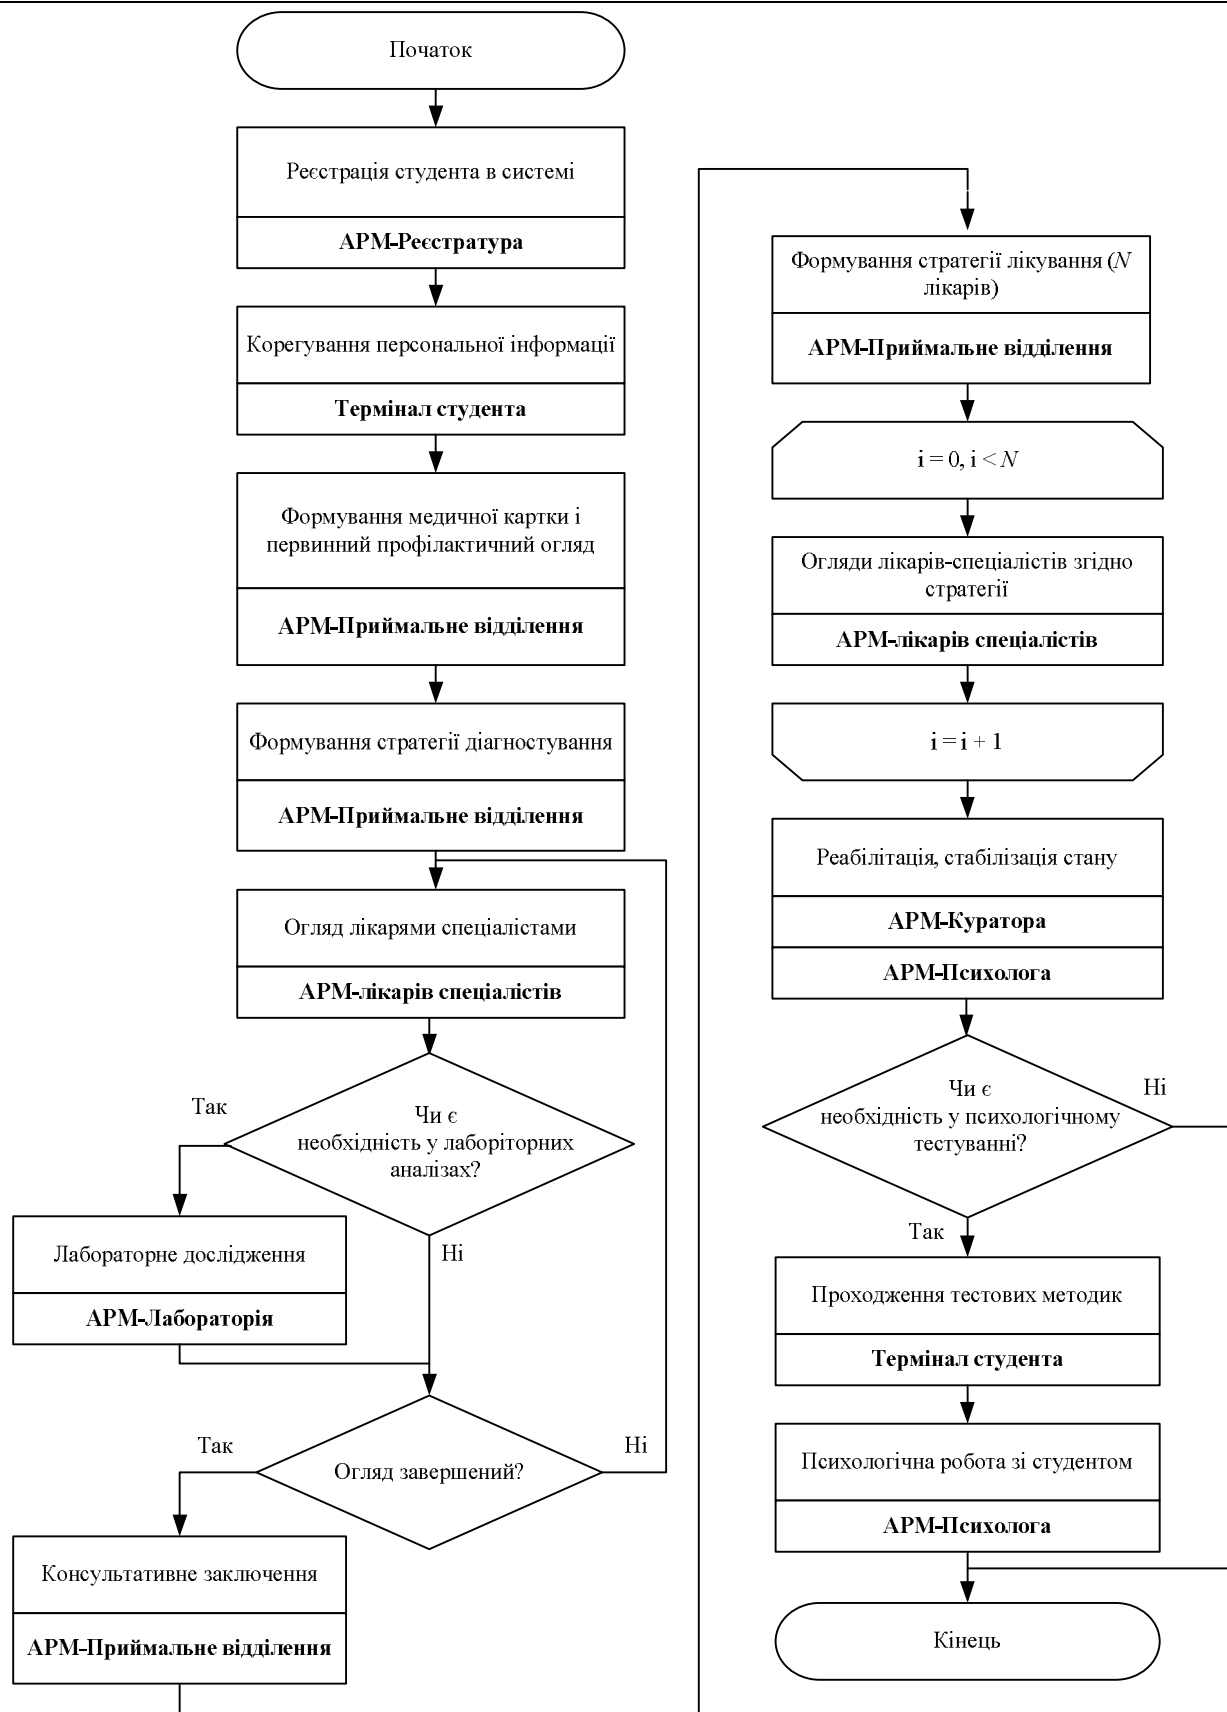 Початок
Реєстрація студента в системі
АРМ-Реєстратура
Корегування персональної інформації
Термінал студента
Формування медичної картки і
первинний профілактичний огляд
АРМ-Приймальне відділення
Формування стратегії діагностування
АРМ-Приймальне відділення
Огляд лікарями спеціалістами
АРМ-лікарів спеціалістів
Так
Чи є
необхідність у лаборіторних
аналізах?
Ні
Лабораторне дослідження
АРМ-Лабораторія
Так
Огляд завершений?
Ні
Консультативне заключення
АРМ-Приймальне відділення
Формування стратегії лікування (N
лікарів)
АРМ-Приймальне відділення
i = 0, i < N
Огляди лікарів-спеціалістів згідно
стратегії
АРМ-лікарів спеціалістів
i = i + 1
Реабілітація, стабілізація стану
АРМ-Куратора
АРМ-Психолога
Чи є
необхідність у психологічному
тестуванні?
Ні
Так
Проходження тестових методик
Термінал студента
Психологічна робота зі студентом
АРМ-Психолога
Кінець